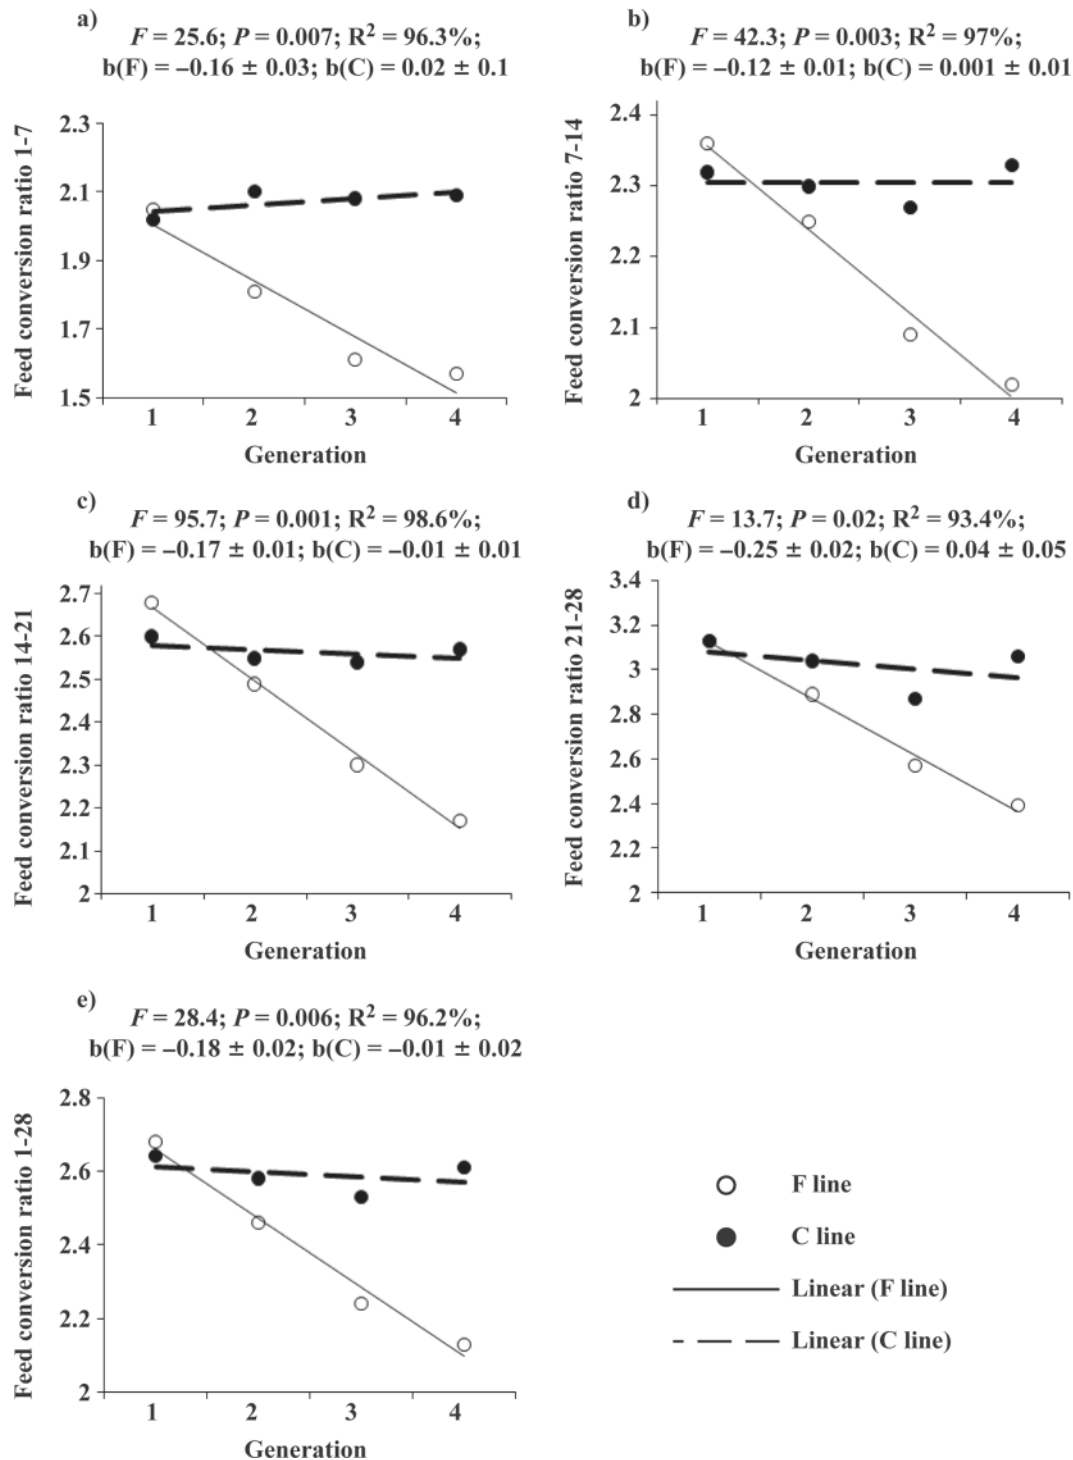 a)
F = 25.6; P = 0.007; R² = 96.3%;
b(F) = −0.16 ± 0.03; b(C) = 0.02 ± 0.1
Feed conversion ratio 1-7
2.3
2.1
1.9
1.7
1.5
1 2 3 4
Generation
b)
F = 42.3; P = 0.003; R² = 97%;
b(F) = −0.12 ± 0.01; b(C) = 0.001 ± 0.01
Feed conversion ratio 7-14
2.4
2.3
2.2
2.1
2
1 2 3 4
Generation
c)
F = 95.7; P = 0.001; R² = 98.6%;
b(F) = −0.17 ± 0.01; b(C) = −0.01 ± 0.01
Feed conversion ratio 14-21
2.7
2.6
2.5
2.4
2.3
2.2
2.1
2
1 2 3 4
Generation
d)
F = 13.7; P = 0.02; R² = 93.4%;
b(F) = −0.25 ± 0.02; b(C) = 0.04 ± 0.05
Feed conversion ratio 21-28
3.4
3.2
3
2.8
2.6
2.4
2.2
2
1 2 3 4
Generation
e)
F = 28.4; P = 0.006; R² = 96.2%;
b(F) = −0.18 ± 0.02; b(C) = −0.01 ± 0.02
Feed conversion ratio 1-28
2.8
2.6
2.4
2.2
2
1 2 3 4
Generation
F line
C line
Linear (F line)
Linear (C line)